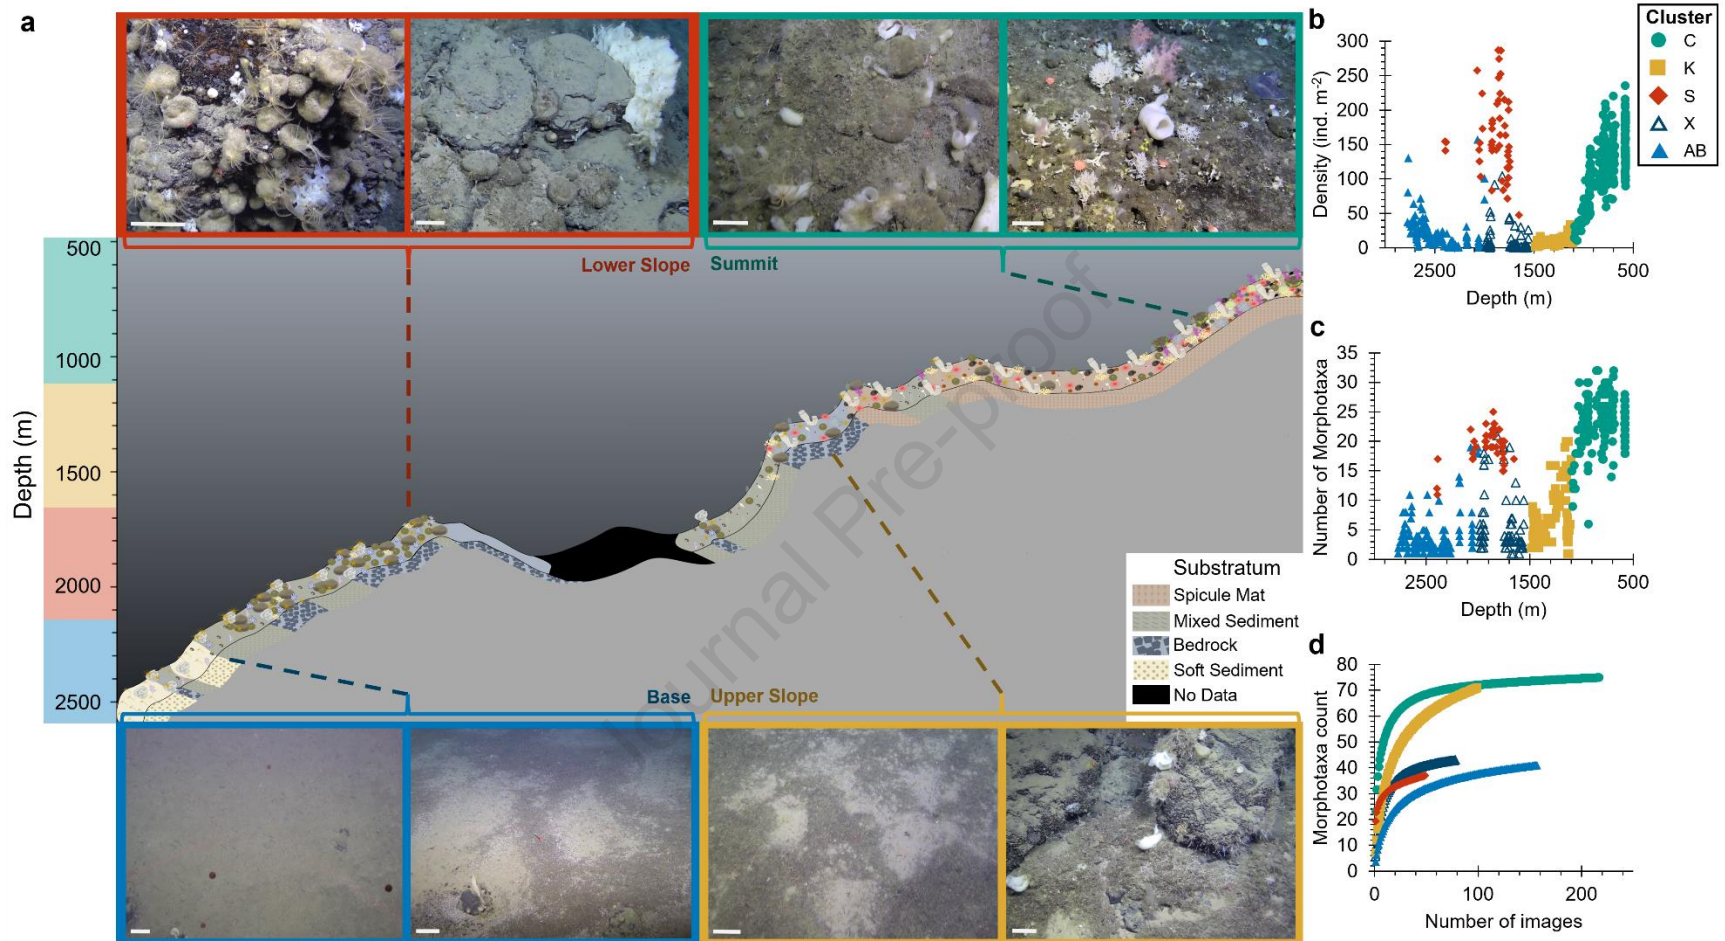 a
Lower Slope
Summit
500
1000
1500
2000
2500
Depth (m)
Journal Pre-proof
Substratum
Spicule Mat
Mixed Sediment
Bedrock
Soft Sediment
No Data
Base
Upper Slope
b
300
250
200
150
100
50
0
Density (ind. m-2)
2500
1500
500
Depth (m)
Cluster
C
K
S
X
AB
c
35
30
25
20
15
10
5
0
Number of Morphotaxa
2500
1500
500
Depth (m)
d
80
70
60
50
40
30
20
10
0
Morphotaxa count
0
100
200
Number of images